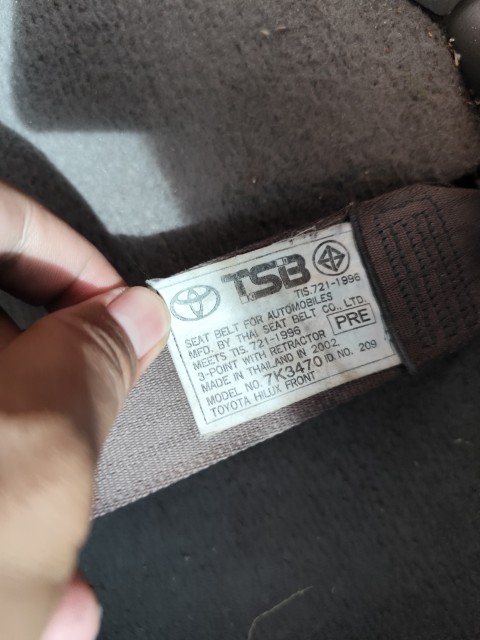 TSB
TIS.721-1996
SEAT BELT FOR AUTOMOBILES
MFD. BY THAI SEAT BELT CO., LTD.
MEETS TIS. 721-1996
3-POINT WITH RETRACTOR PRE
MADE IN THAILAND IN 2002
MODEL NO. 7K3470 ID.NO. 209
TOYOTA HILUX FRONT